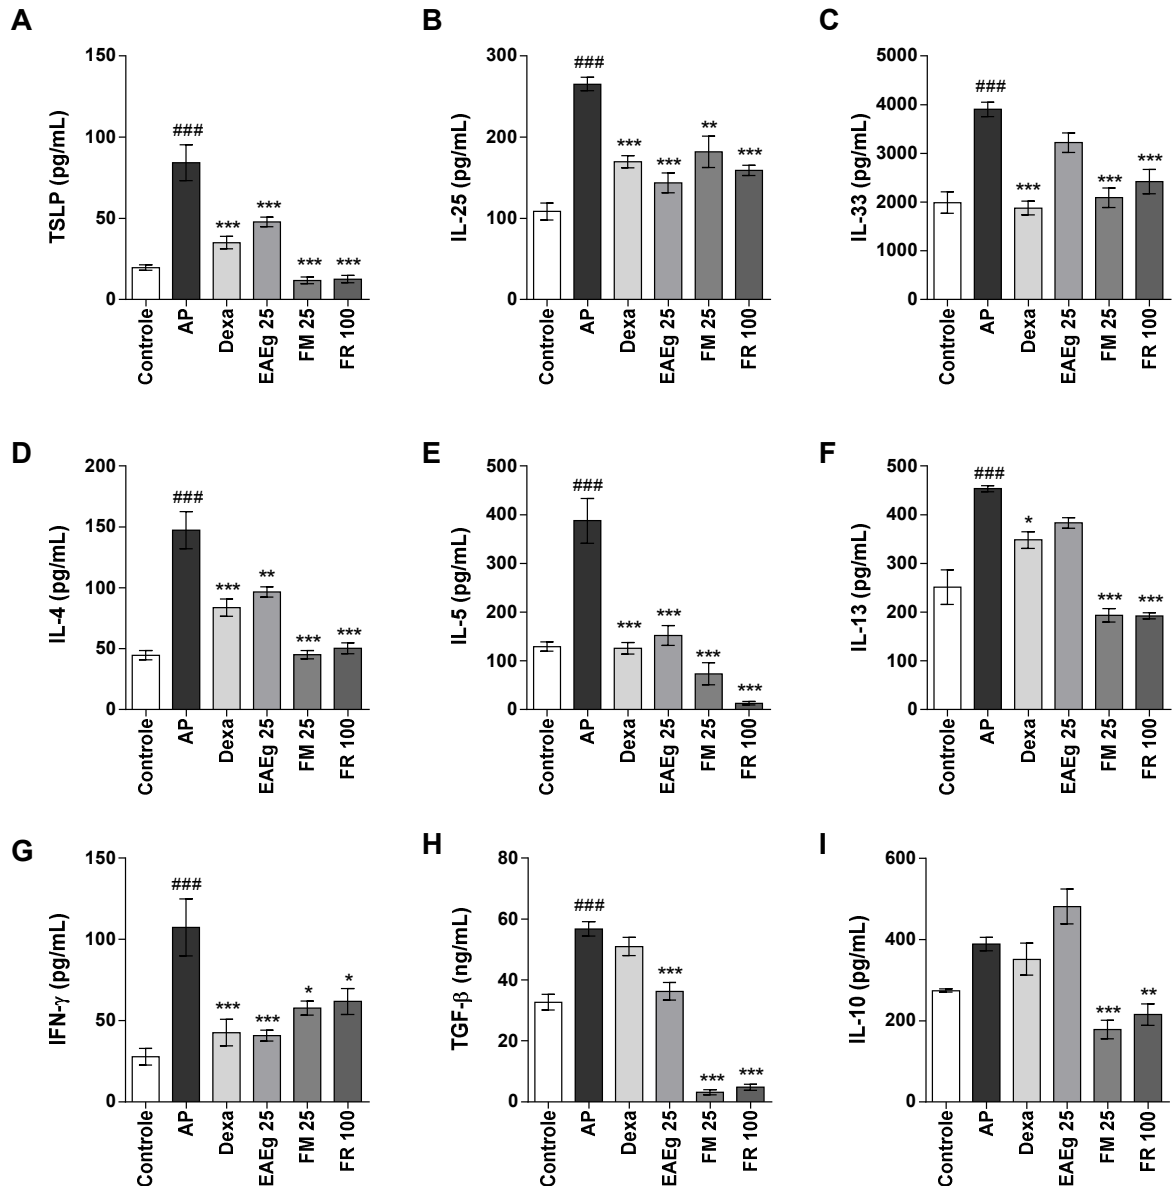 A
TSLP (pg/mL)
150
100
50
0
###
***
***
***
***
Controle
AP
Dexa
EAEg 25
FM 25
FR 100
B
IL-25 (pg/mL)
300
200
100
0
###
***
***
**
***
Controle
AP
Dexa
EAEg 25
FM 25
FR 100
C
IL-33 (pg/mL)
5000
4000
3000
2000
1000
0
###
***
***
***
Controle
AP
Dexa
EAEg 25
FM 25
FR 100
D
IL-4 (pg/mL)
200
150
100
50
0
###
***
**
***
***
Controle
AP
Dexa
EAEg 25
FM 25
FR 100
E
IL-5 (pg/mL)
500
400
300
200
100
0
###
***
***
***
***
Controle
AP
Dexa
EAEg 25
FM 25
FR 100
F
IL-13 (pg/mL)
500
400
300
200
100
0
###
*
***
***
Controle
AP
Dexa
EAEg 25
FM 25
FR 100
G
IFN-γ (pg/mL)
150
100
50
0
###
***
***
*
*
Controle
AP
Dexa
EAEg 25
FM 25
FR 100
H
TGF-β (ng/mL)
80
60
40
20
0
###
***
***
***
Controle
AP
Dexa
EAEg 25
FM 25
FR 100
I
IL-10 (pg/mL)
600
400
200
0
***
**
Controle
AP
Dexa
EAEg 25
FM 25
FR 100